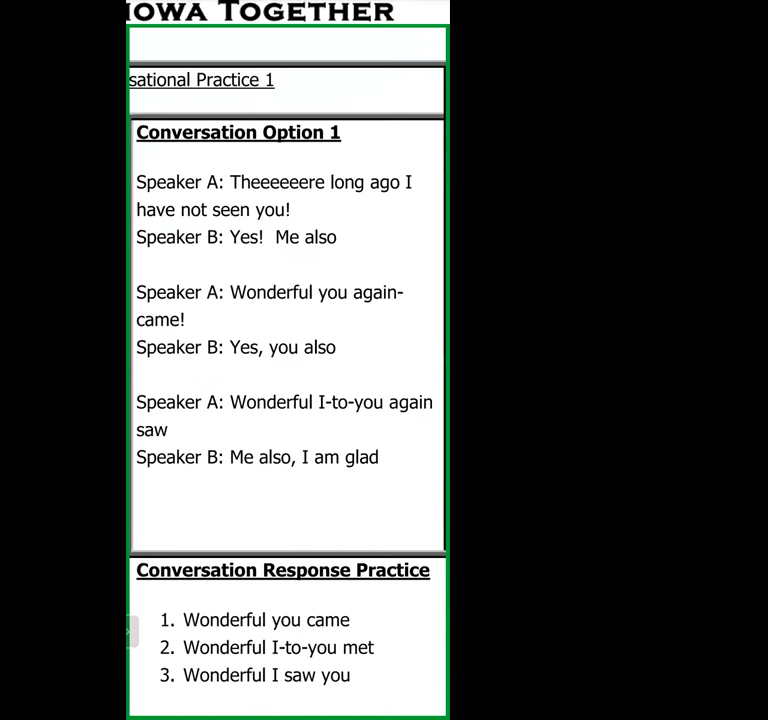 IOWA TOGETHER
sational Practice 1
Conversation Option 1
Speaker A: Theeeeeere long ago I
have not seen you!
Speaker B: Yes!  Me also
Speaker A: Wonderful you again-
came!
Speaker B: Yes, you also
Speaker A: Wonderful I-to-you again
saw
Speaker B: Me also, I am glad
Conversation Response Practice
1. Wonderful you came
2. Wonderful I-to-you met
3. Wonderful I saw you